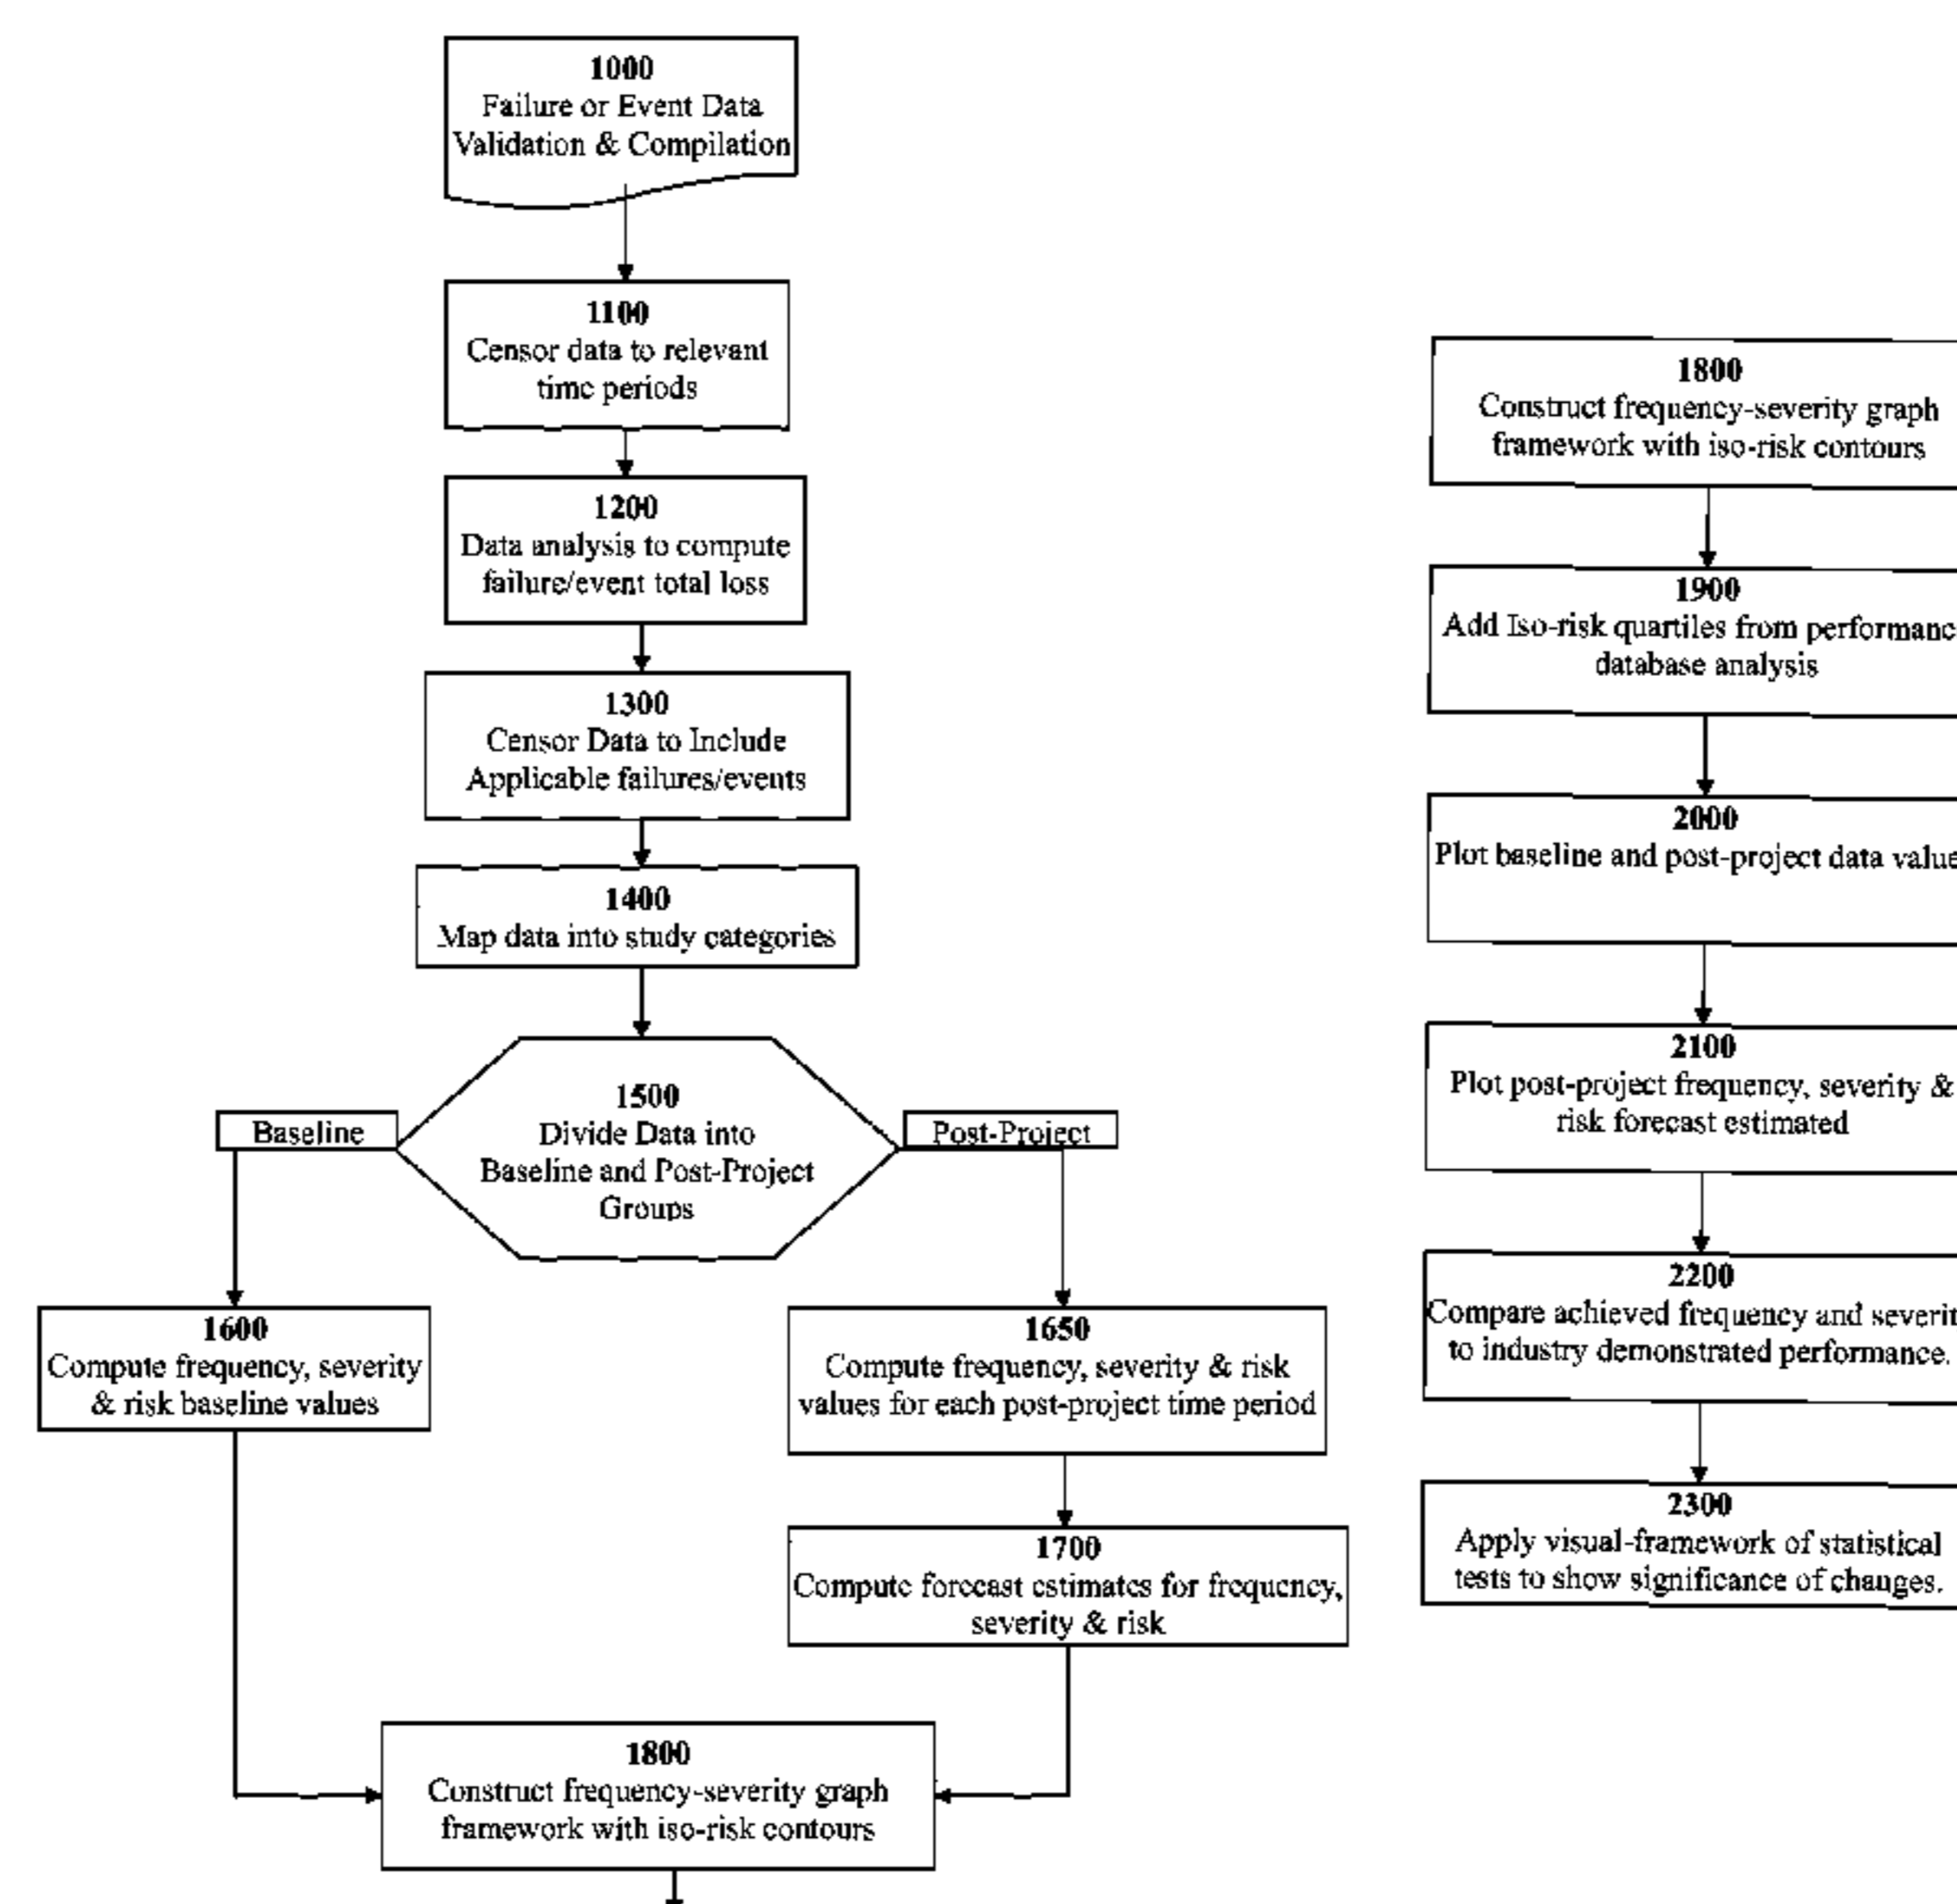 1000
Failure or Event Data
Validation & Compilation
1100
Censor data to relevant
time periods
1200
Data analysis to compute
failure/event total loss
1300
Censor Data to Include
Applicable failures/events
1400
Map data into study categories
1500
Divide Data into
Baseline and Post-Project
Groups
Baseline
Post-Project
1600
Compute frequency, severity
& risk baseline values
1650
Compute frequency, severity & risk
values for each post-project time period
1700
Compute forecast estimates for frequency,
severity & risk
1800
Construct frequency-severity graph
framework with iso-risk contours
1800
Construct frequency-severity graph
framework with iso-risk contours
1900
Add Iso-risk quartiles from performanc
database analysis
2000
Plot baseline and post-project data value
2100
Plot post-project frequency, severity &
risk forecast estimated
2200
Compare achieved frequency and severit
to industry demonstrated performance.
2300
Apply visual-framework of statistical
tests to show significance of changes.